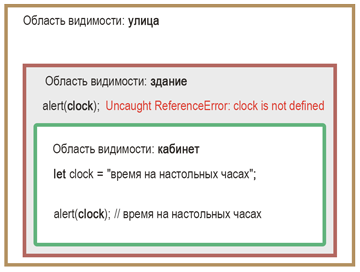 Область видимости: улица
Область видимости: здание
alert(clock); Uncaught ReferenceError: clock is not defined
Область видимости: кабинет
let clock = "время на настольных часах";
alert(clock); // время на настольных часах